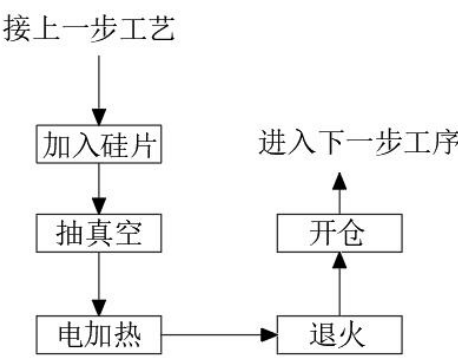 接上一步工艺
加入硅片
抽真空
电加热
退火
开仓
进入下一步工序